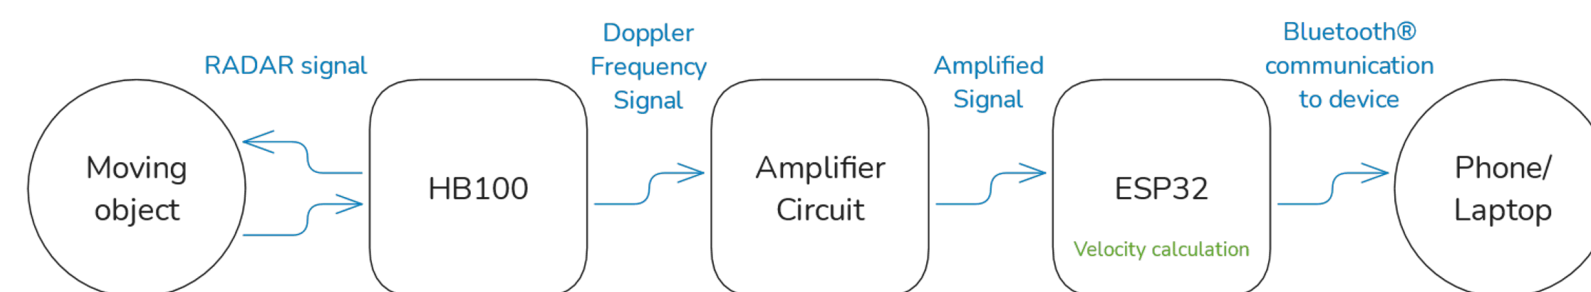 RADAR signal
Doppler
Frequency
Signal
Amplified
Signal
Bluetooth®
communication
to device
Moving
object
HB100
Amplifier
Circuit
ESP32
Velocity calculation
Phone/
Laptop